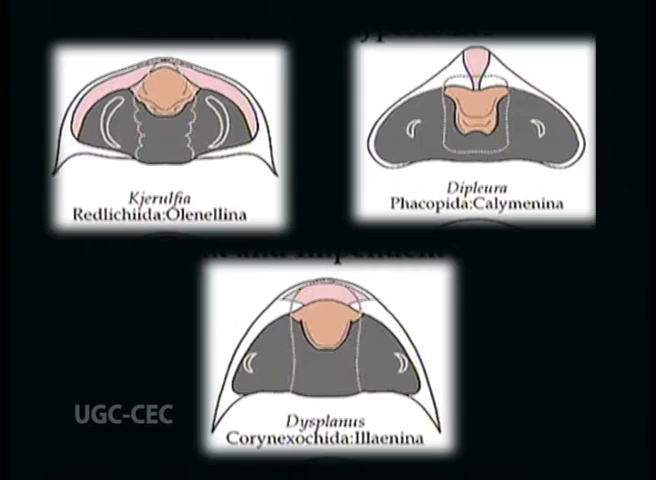 Kjerulfia
Redlichiida:Olenellina
Dipleura
Phacopida:Calymenina
Dysplanus
Corynexochida:Illaenina
UGC-CEC